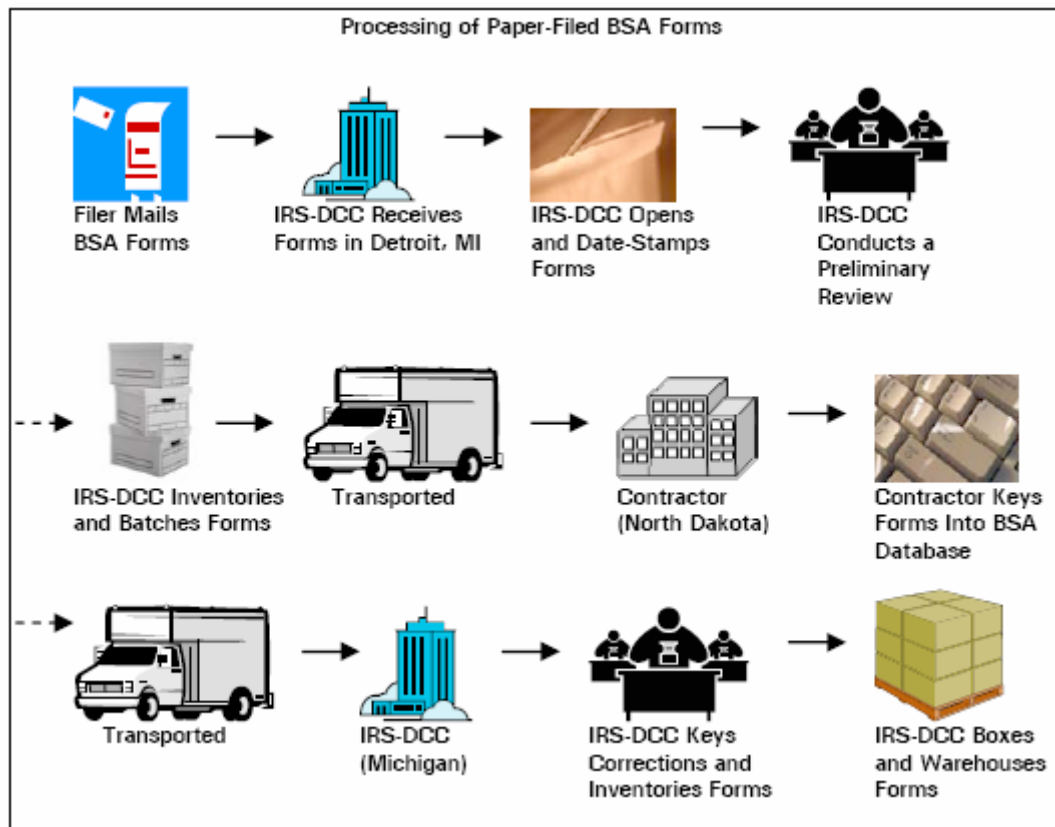 Processing of Paper-Filed BSA Forms
Filer Mails
BSA Forms
IRS-DCC Receives
Forms in Detroit, MI
IRS-DCC Opens
and Date-Stamps
Forms
IRS-DCC
Conducts a
Preliminary
Review
IRS-DCC Inventories
and Batches Forms
Transported
Contractor
(North Dakota)
Contractor Keys
Forms Into BSA
Database
Transported
IRS-DCC
(Michigan)
IRS-DCC Keys
Corrections and
Inventories Forms
IRS-DCC Boxes
and Warehouses
Forms